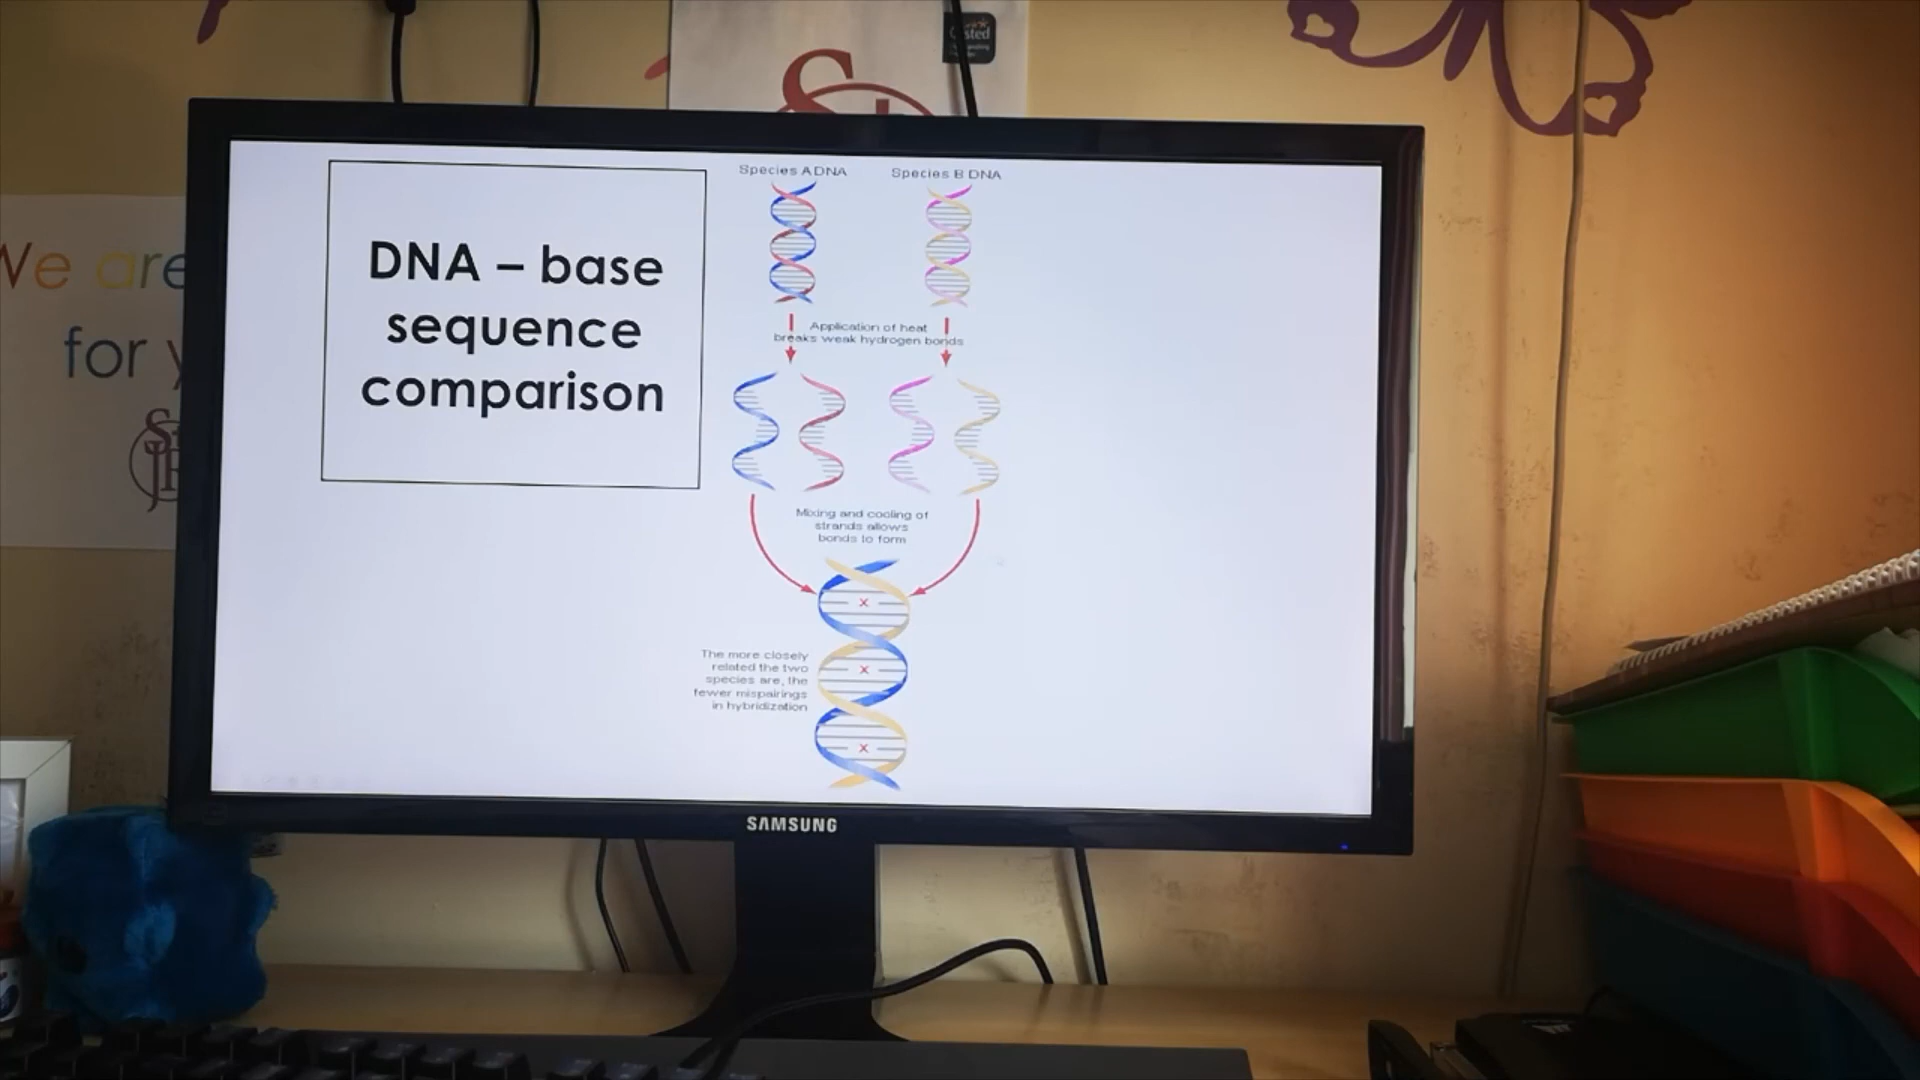 sted
We are
for y
DNA – base
sequence
comparison
Species A DNA
Species B DNA
Application of heat
breaks weak hydrogen bonds
Mixing and cooling of
strands allows
bonds to form
The more closely
related the two
species are, the
fewer mispairings
in hybridization
x
x
x
SAMSUNG